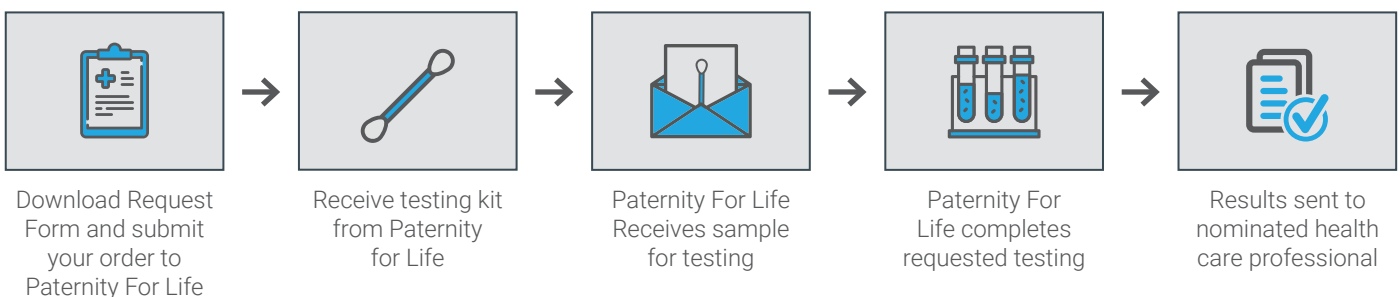 Download Request
Form and submit
your order to
Paternity For Life
Receive testing kit
from Paternity
for Life
Paternity For Life
Receives sample
for testing
Paternity For
Life completes
requested testing
Results sent to
nominated health
care professional